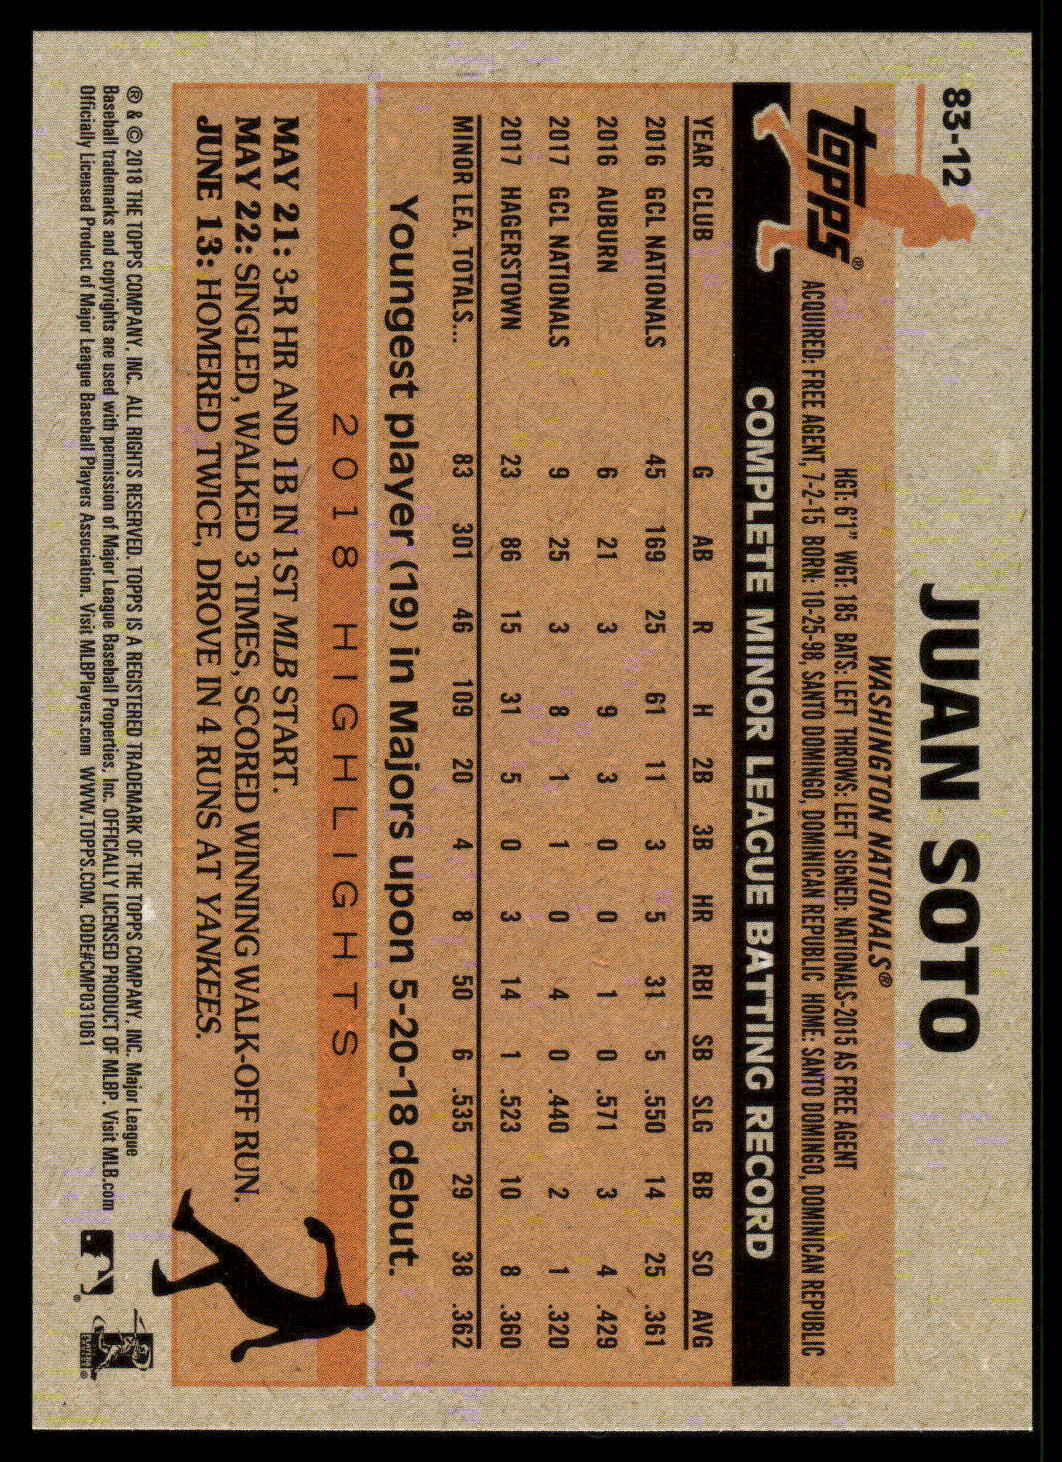 83-12
JUAN SOTO
WASHINGTON NATIONALS®
HGT: 6'1" WGT: 185 BATS: LEFT THROWS: LEFT SIGNED: NATIONALS-2015 AS FREE AGENT
ACQUIRED: FREE AGENT, 7-2-15 BORN: 10-25-98, SANTO DOMINGO, DOMINICAN REPUBLIC HOME: SANTO DOMINGO, DOMINICAN REPUBLIC
topps®
COMPLETE MINOR LEAGUE BATTING RECORD
YEAR CLUB G AB R H 2B 3B HR RBI SB SLG BB SO AVG
2016 GCL NATIONALS 45 169 25 61 11 3 5 31 5 .550 14 25 .361
2016 AUBURN 6 21 3 9 3 0 0 1 0 .571 3 4 .429
2017 GCL NATIONALS 9 25 3 8 1 1 0 4 0 .440 2 1 .320
2017 HAGERSTOWN 23 86 15 31 5 0 3 14 1 .523 10 8 .360
MINOR LEA. TOTALS... 83 301 46 109 20 4 8 50 6 .535 29 38 .362
Youngest player (19) in Majors upon 5-20-18 debut.
2018 HIGHLIGHTS
MAY 21: 3-R HR AND 1B IN 1ST MLB START.
MAY 22: SINGLED, WALKED 3 TIMES, SCORED WINNING WALK-OFF RUN.
JUNE 13: HOMERED TWICE, DROVE IN 4 RUNS AT YANKEES.
® & © 2018 THE TOPPS COMPANY, INC. ALL RIGHTS RESERVED. TOPPS IS A REGISTERED TRADEMARK OF THE TOPPS COMPANY, INC. Major League
Baseball trademarks and copyrights are used with permission of Major League Baseball Properties, Inc. OFFICIALLY LICENSED PRODUCT OF MLBP. Visit MLB.com
Officially Licensed Product of Major League Baseball Players Association. Visit MLBPlayers.com WWW.TOPPS.COM. CODE#CMP031061